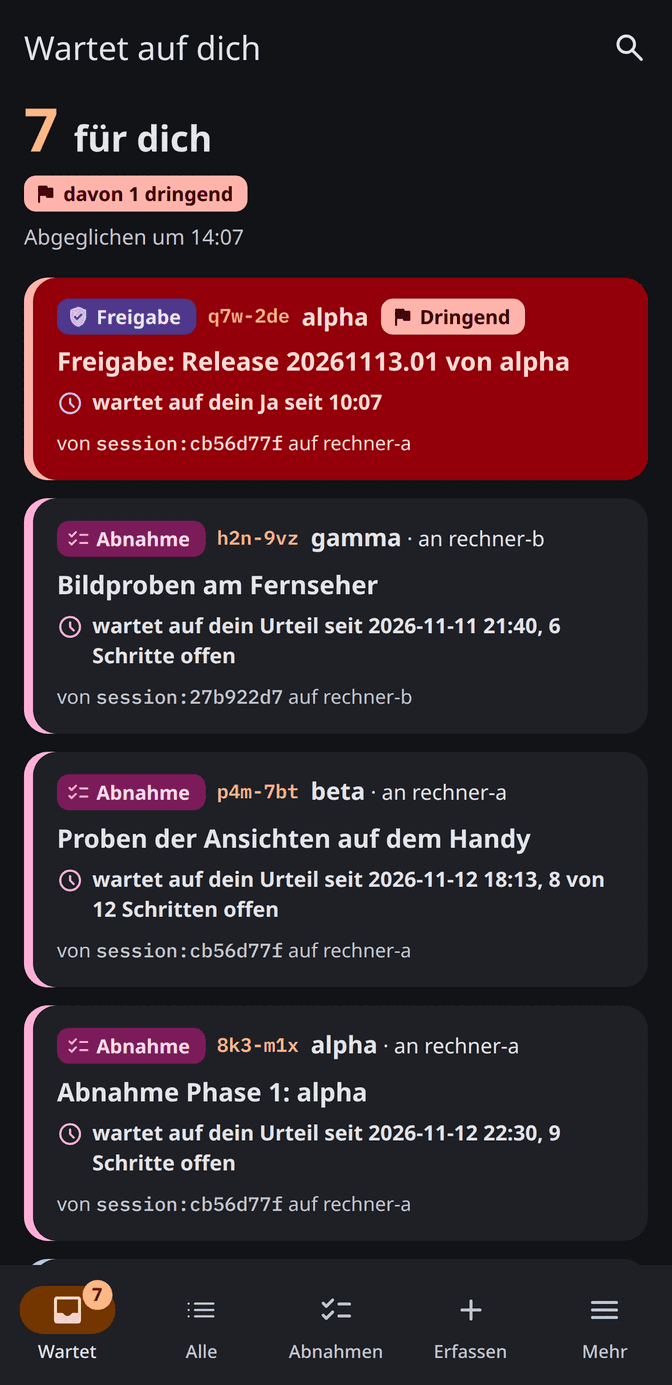 Wartet auf dich
7 für dich
davon 1 dringend
Abgeglichen um 14:07
Freigabe q7w-2de alpha Dringend
Freigabe: Release 20261113.01 von alpha
wartet auf dein Ja seit 10:07
von session:cb56d77f auf rechner-a
Abnahme h2n-9vz gamma · an rechner-b
Bildproben am Fernseher
wartet auf dein Urteil seit 2026-11-11 21:40, 6
Schritte offen
von session:27b922d7 auf rechner-b
Abnahme p4m-7bt beta · an rechner-a
Proben der Ansichten auf dem Handy
wartet auf dein Urteil seit 2026-11-12 18:13, 8 von
12 Schritten offen
von session:cb56d77f auf rechner-a
Abnahme 8k3-m1x alpha · an rechner-a
Abnahme Phase 1: alpha
wartet auf dein Urteil seit 2026-11-12 22:30, 9
Schritte offen
von session:cb56d77f auf rechner-a
7
Wartet Alle Abnahmen Erfassen Mehr